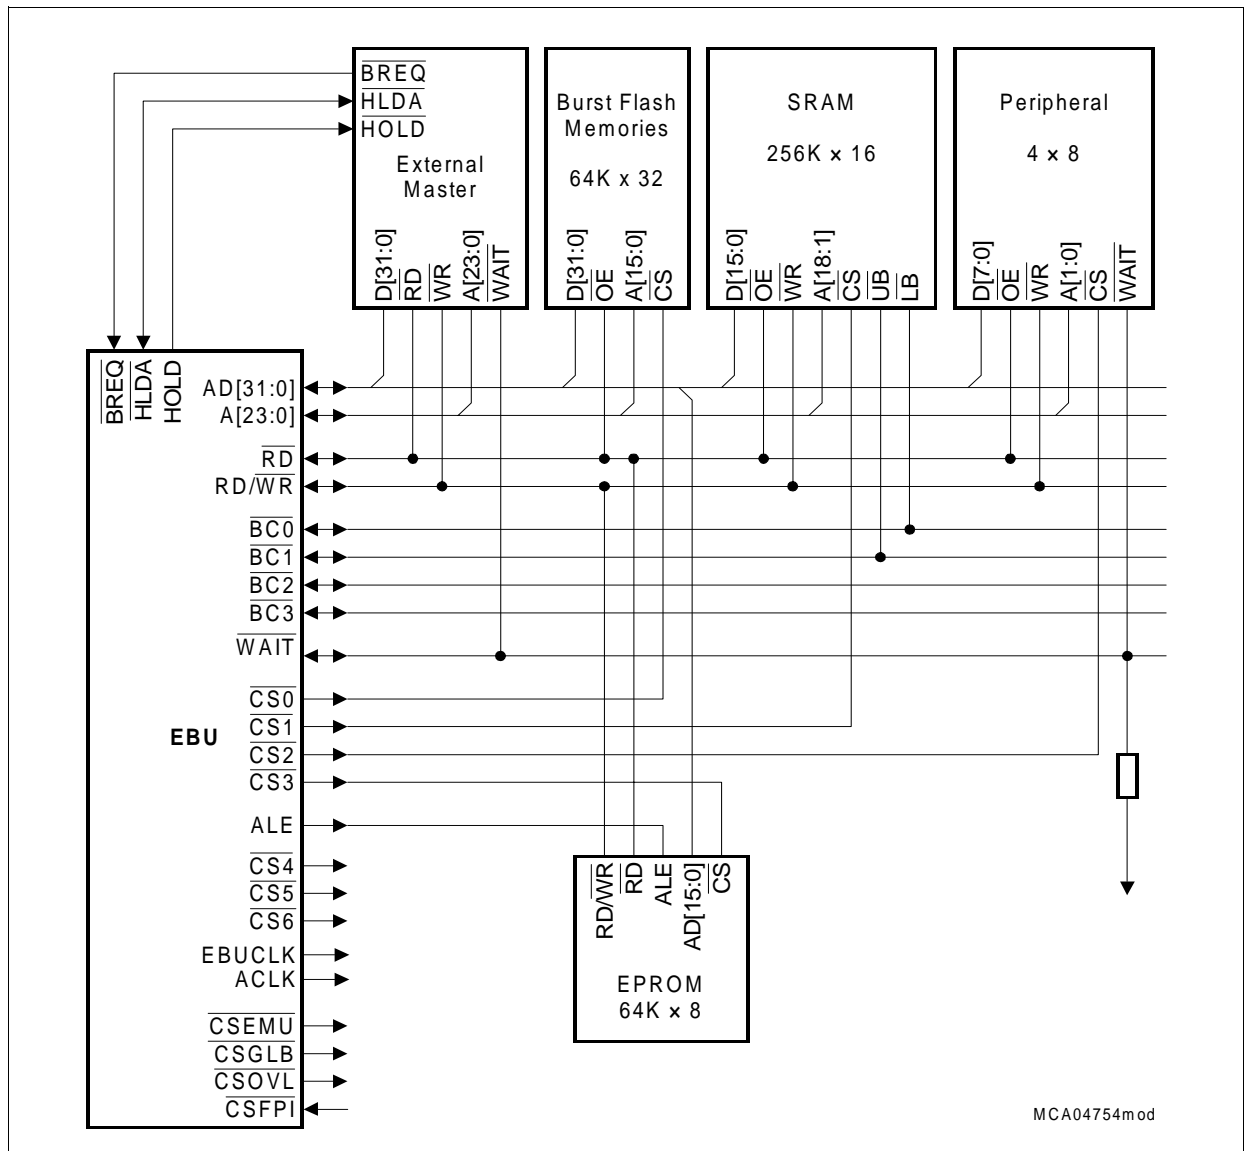 BREQ
HLDA
HOLD
External
Master
D[31:0]
RD
WR
A[23:0]
WAIT
Burst Flash
Memories
64K x 32
D[31:0]
OE
A[15:0]
CS
SRAM
256K × 16
D[15:0]
OE
WR
A[18:1]
CS
UB
LB
Peripheral
4 × 8
D[7:0]
OE
WR
A[1:0]
CS
WAIT
BREQ
HLDA
HOLD
AD[31:0]
A[23:0]
RD
RD/WR
BC0
BC1
BC2
BC3
WAIT
CS0
CS1
EBU
CS2
CS3
ALE
CS4
CS5
CS6
EBUCLK
ACLK
CSEMU
CSGLB
CSOVL
CSFPI
RD/WR
RD
ALE
AD[15:0]
CS
EPROM
64K × 8
MCA04754mod